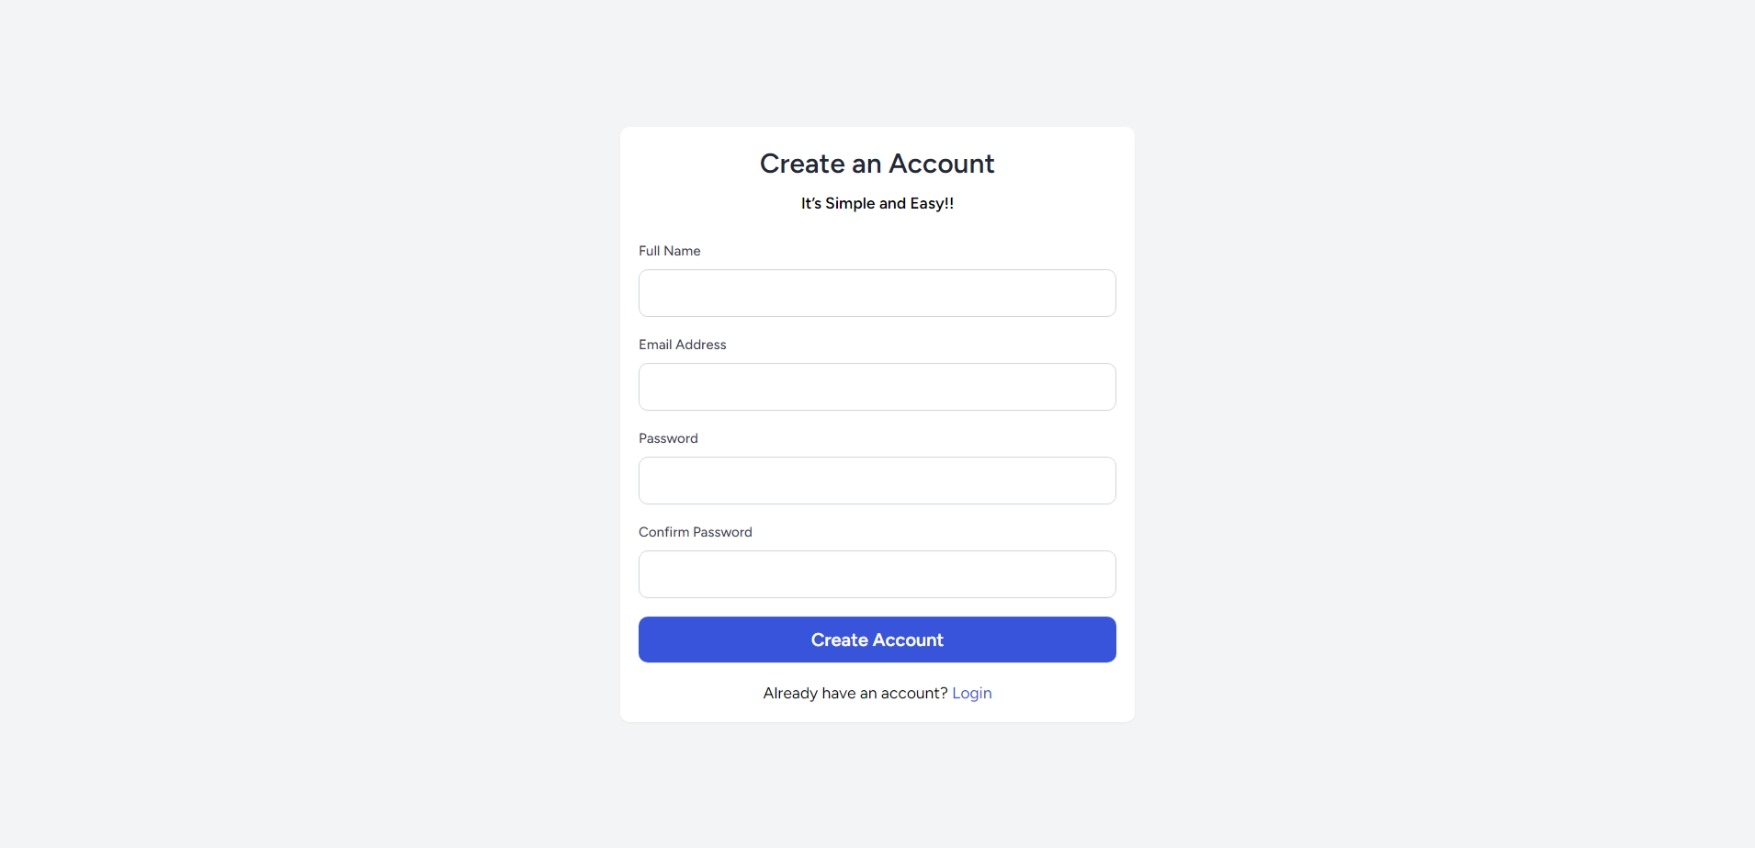 Create an Account
It's Simple and Easy!!
Full Name
Email Address
Password
Confirm Password
Create Account
Already have an account? Login